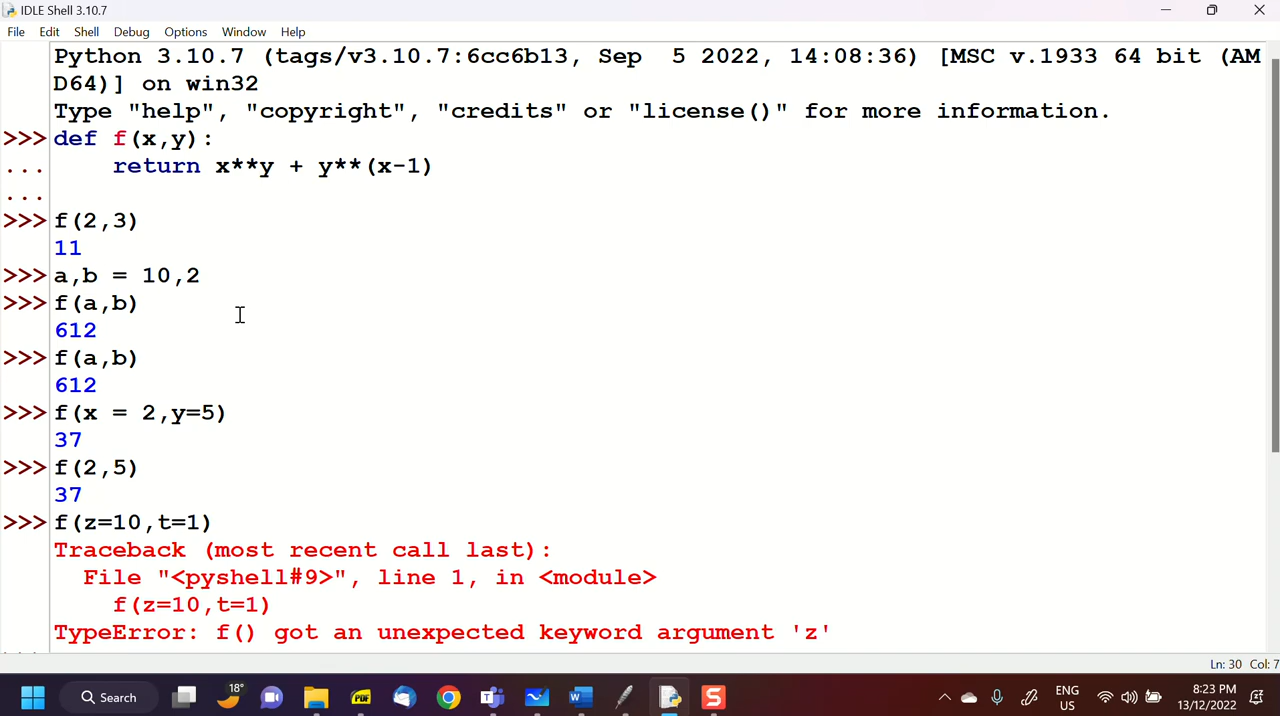 IDLE Shell 3.10.7
File Edit Shell Debug Options Window Help
Python 3.10.7 (tags/v3.10.7:6cc6b13, Sep  5 2022, 14:08:36) [MSC v.1933 64 bit (AM
D64)] on win32
Type "help", "copyright", "credits" or "license()" for more information.
>>> def f(x,y):
...     return x**y + y**(x-1)
...
>>> f(2,3)
11
>>> a,b = 10,2
>>> f(a,b)
612
>>> f(a,b)
612
>>> f(x = 2,y=5)
37
>>> f(2,5)
37
>>> f(z=10,t=1)
Traceback (most recent call last):
  File "<pyshell#9>", line 1, in <module>
    f(z=10,t=1)
TypeError: f() got an unexpected keyword argument 'z'
Ln: 30 Col: 7
Search
18°
PDF
W
S
ENG
US
8:23 PM
13/12/2022